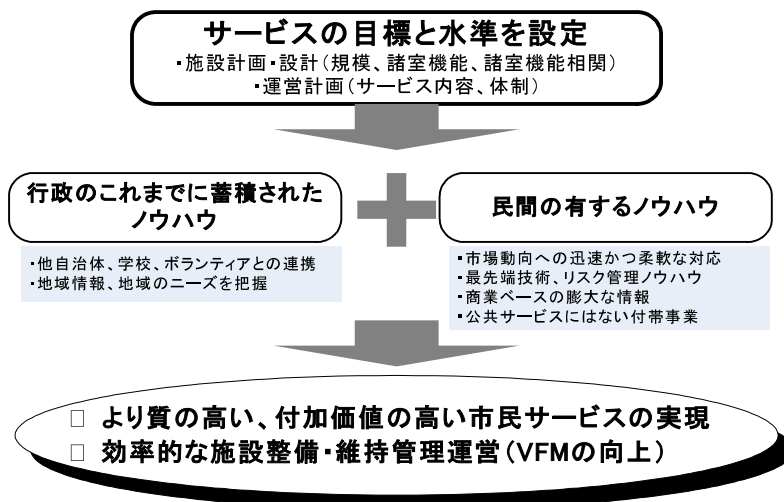 サービスの目標と水準を設定
・施設計画・設計（規模、諸室機能、諸室機能相関）
・運営計画（サービス内容、体制）
行政のこれまでに蓄積された
ノウハウ
・他自治体、学校、ボランティアとの連携
・地域情報、地域のニーズを把握
民間の有するノウハウ
・市場動向への迅速かつ柔軟な対応
・最先端技術、リスク管理ノウハウ
・商業ベースの膨大な情報
・公共サービスにはない付帯事業
□ より質の高い、付加価値の高い市民サービスの実現
□ 効率的な施設整備・維持管理運営（VFMの向上）